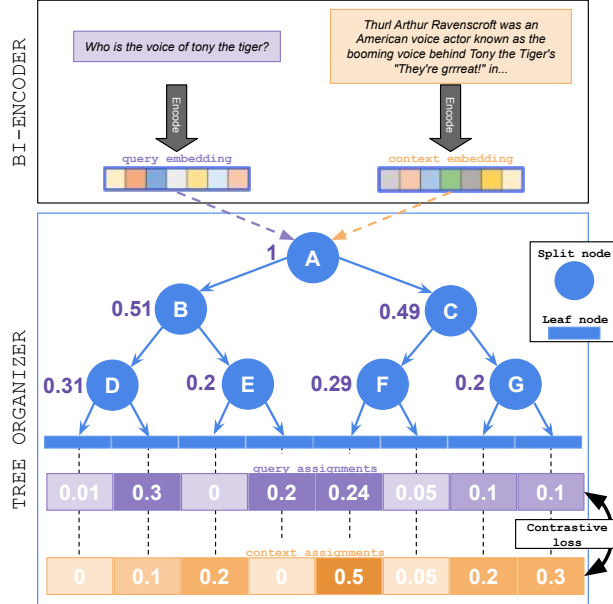 BI-ENCODER
Who is the voice of tony the tiger?
Thurl Arthur Ravenscroft was an
American voice actor known as the
booming voice behind Tony the Tiger's
"They're grrreat!" in...
Encode
Encode
query embedding
context embedding
TREE ORGANIZER
1
A
0.51
B
0.49
C
0.31
D
0.2
E
0.29
F
0.2
G
Split node
Leaf node
query assignments
0.01 0.3 0 0.2 0.24 0.05 0.1 0.1
Contrastive
loss
context assignments
0 0.1 0.2 0 0.5 0.05 0.2 0.3